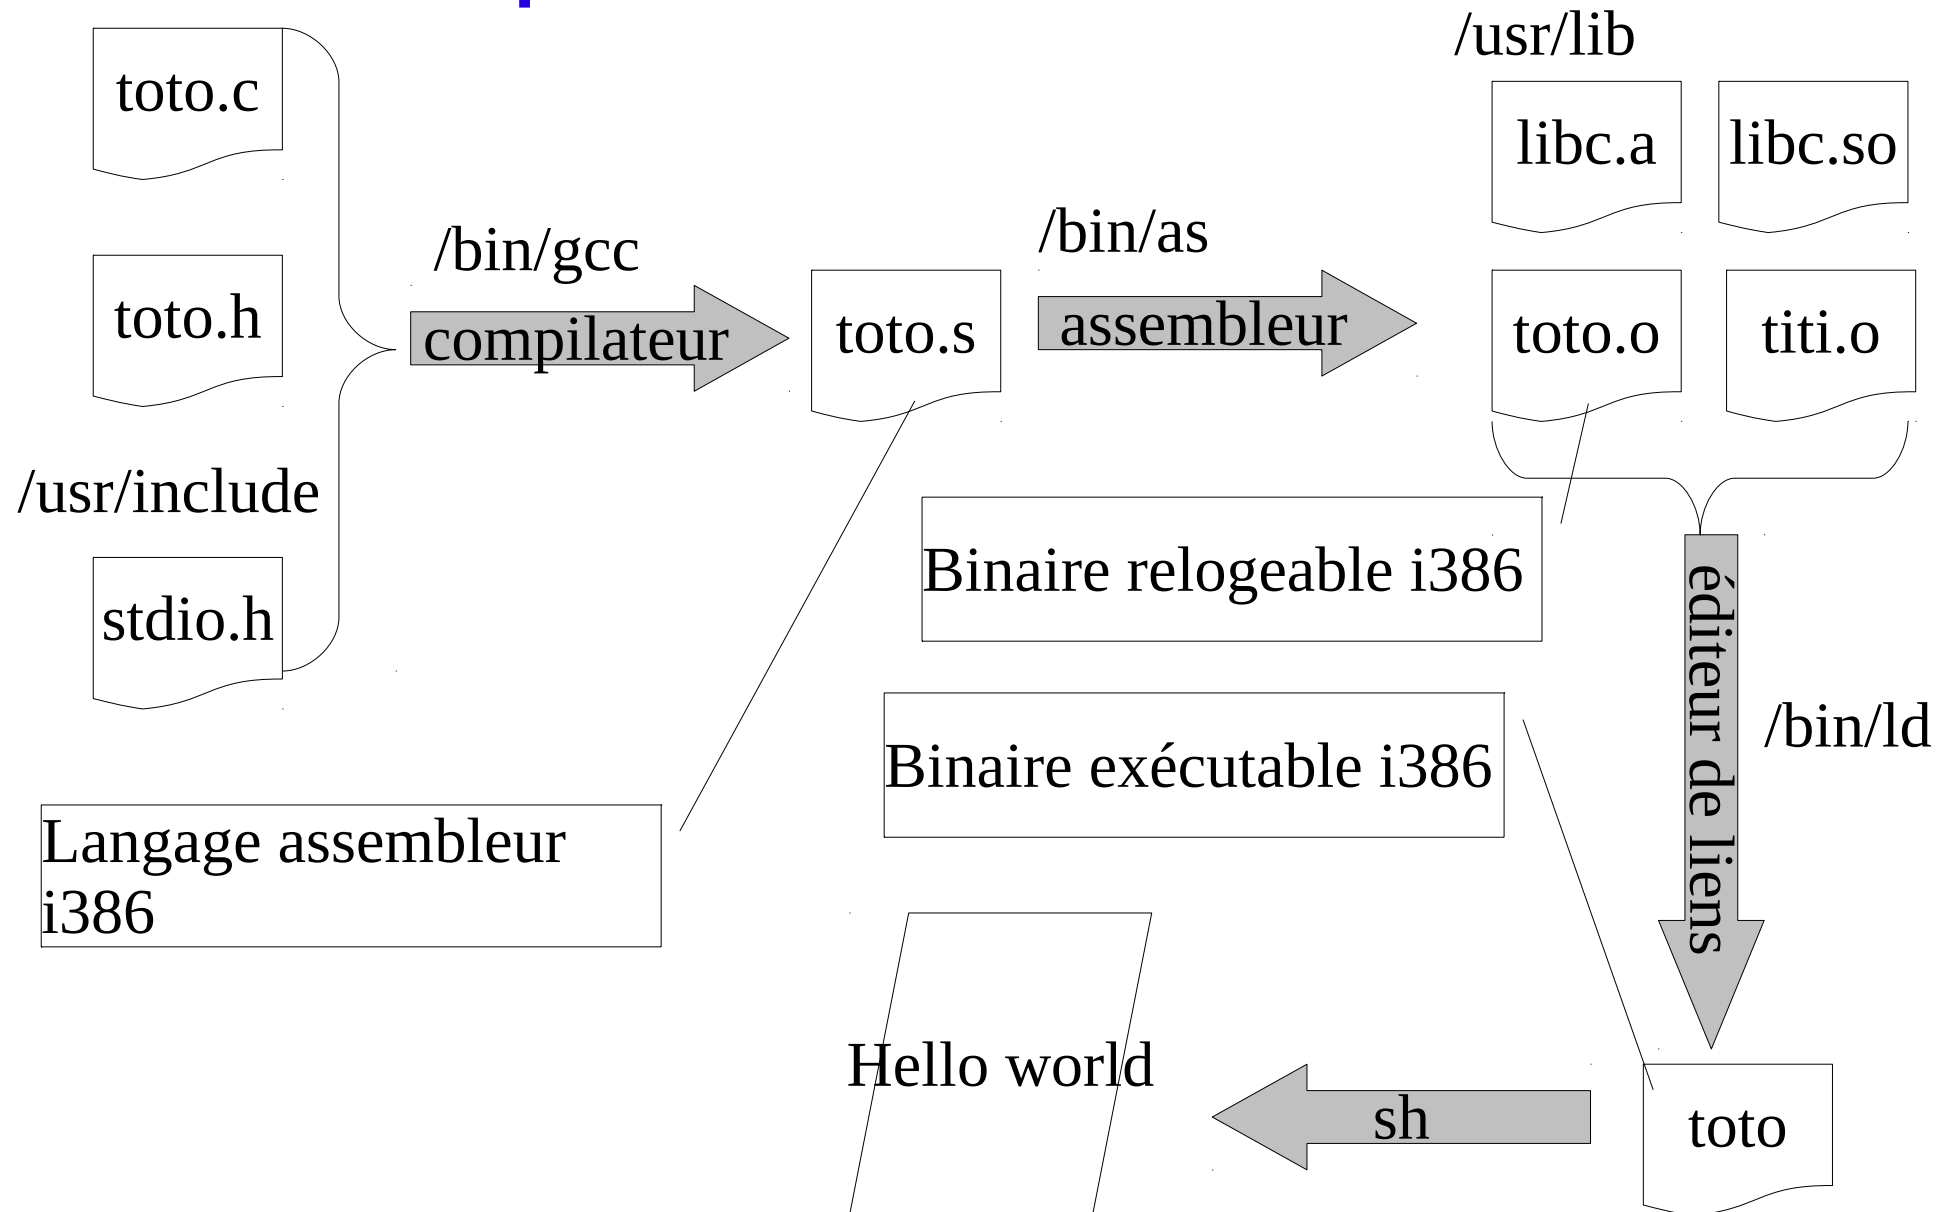 /usr/lib
toto.c
libc.a
libc.so
/bin/gcc
/bin/as
toto.h
compilateur
toto.s
assembleur
toto.o
titi.o
/usr/include
stdio.h
Binaire relogeable i386
éditeur de liens
/bin/ld
Binaire exécutable i386
Langage assembleur
i386
Hello world
sh
toto